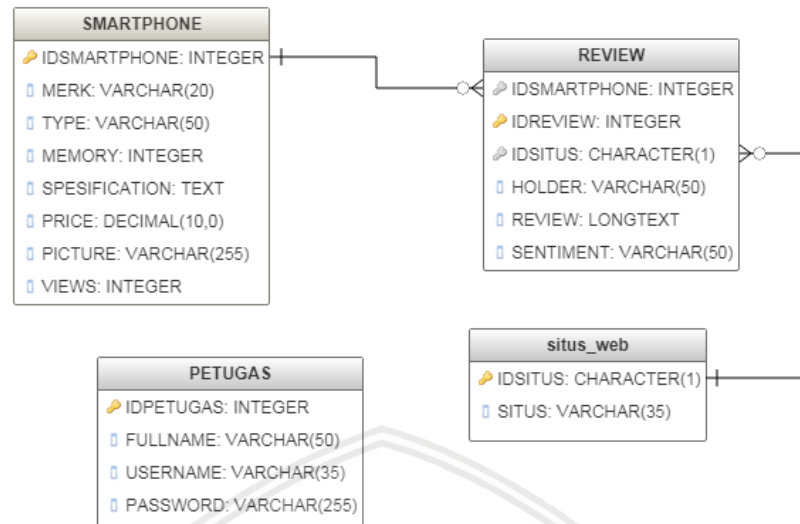 SMARTPHONE
IDSMARTPHONE: INTEGER
MERK: VARCHAR(20)
TYPE: VARCHAR(50)
MEMORY: INTEGER
SPESIFICATION: TEXT
PRICE: DECIMAL(10,0)
PICTURE: VARCHAR(255)
VIEWS: INTEGER
REVIEW
IDSMARTPHONE: INTEGER
IDREVIEW: INTEGER
IDSITUS: CHARACTER(1)
HOLDER: VARCHAR(50)
REVIEW: LONGTEXT
SENTIMENT: VARCHAR(50)
PETUGAS
IDPETUGAS: INTEGER
FULLNAME: VARCHAR(50)
USERNAME: VARCHAR(35)
PASSWORD: VARCHAR(255)
situs_web
IDSITUS: CHARACTER(1)
SITUS: VARCHAR(35)